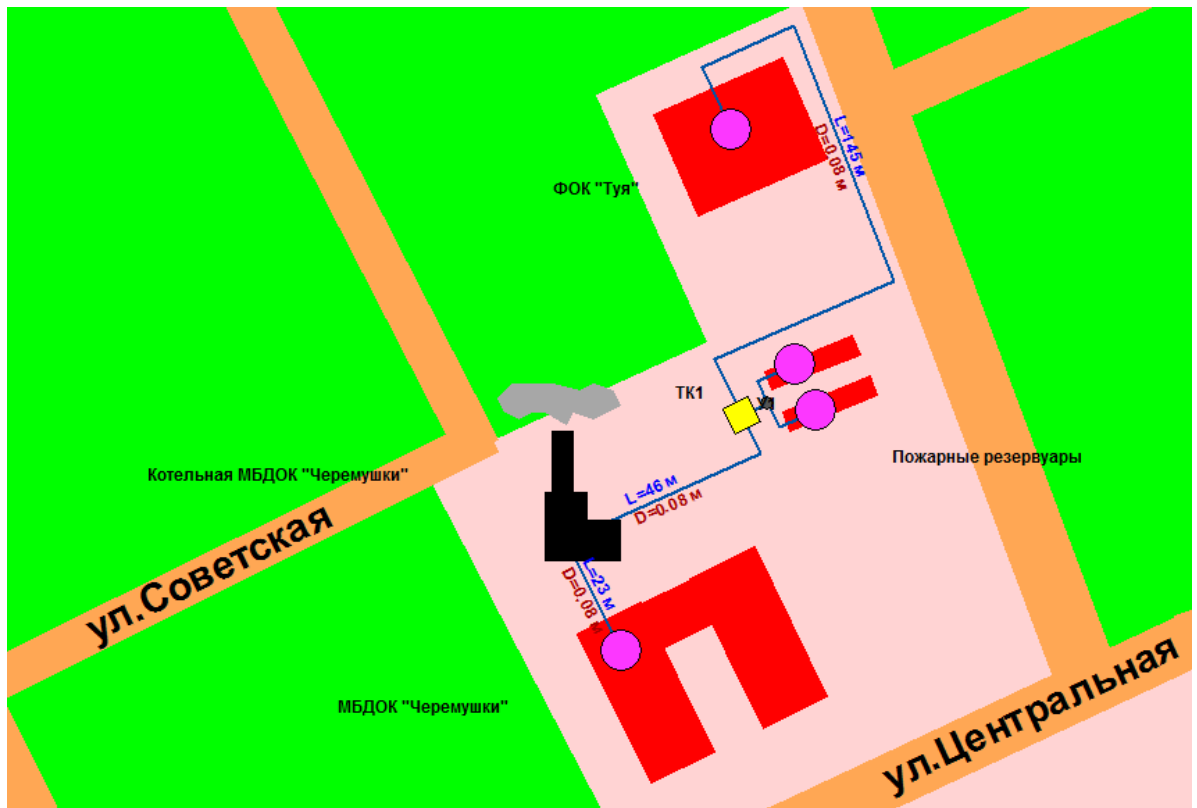 L=145 м
D=0.08 м
ФОК "Туя"
ТК1
У1
Пожарные резервуары
Котельная МБДОК "Черемушки"
L=46 м
D=0.08 м
ул.Советская
L=23 м
D=0.08 м
МБДОК "Черемушки"
ул.Центральная